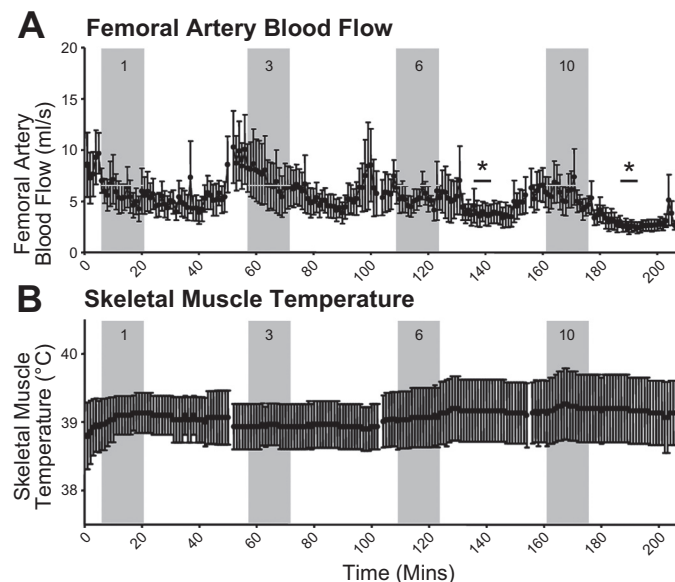 A Femoral Artery Blood Flow
20
15
10
5
0
Femoral Artery
Blood Flow (ml/s)
1 3 6 10
* *
0 20 40 60 80 100 120 140 160 180 200
B Skeletal Muscle Temperature
40
39
38
Skeletal Muscle
Temperature (°C)
1 3 6 10
0 20 40 60 80 100 120 140 160 180 200
Time (Mins)